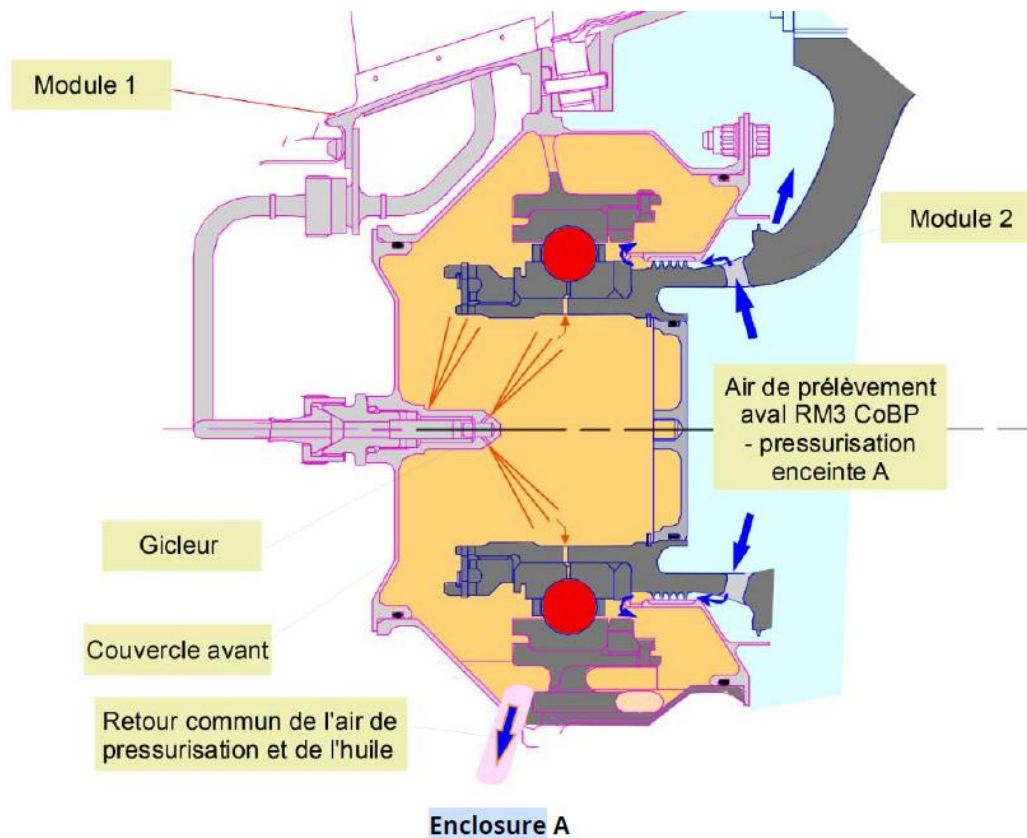 Module 1
Module 2
Air de prélèvement
aval RM3 CoBP
- pressurisation
enceinte A
Gicleur
Couvercle avant
Retour commun de l'air de
pressurisation et de l'huile
Enclosure A